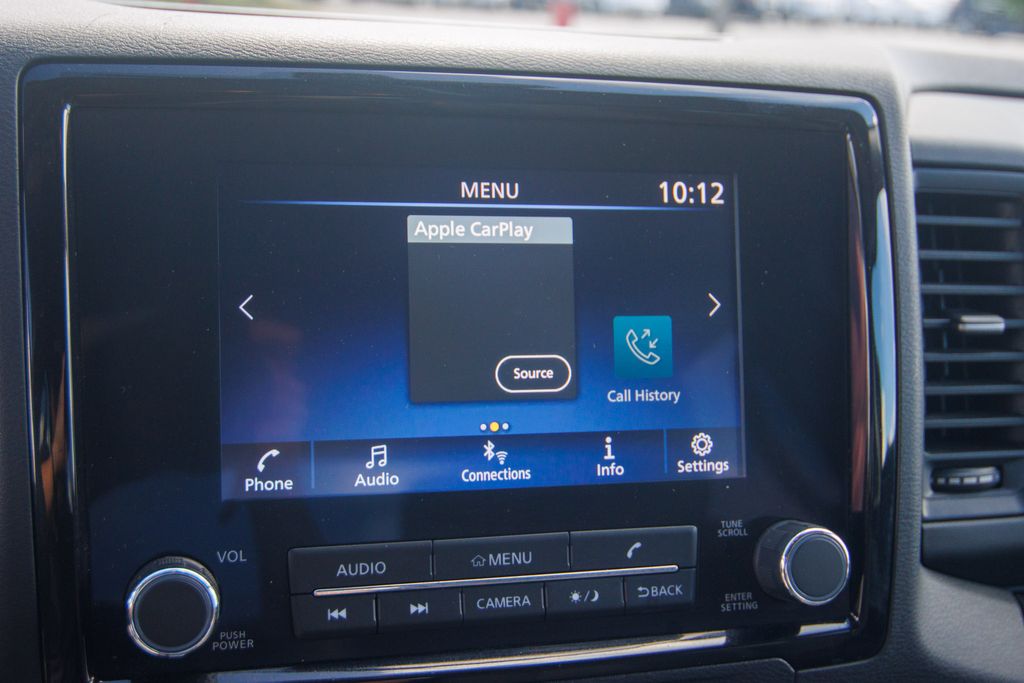 MENU
10:12
Apple CarPlay
Source
Call History
Phone
Audio
Connections
Info
Settings
VOL
PUSH
POWER
AUDIO
MENU
CAMERA
BACK
TUNE
SCROLL
ENTER
SETTING